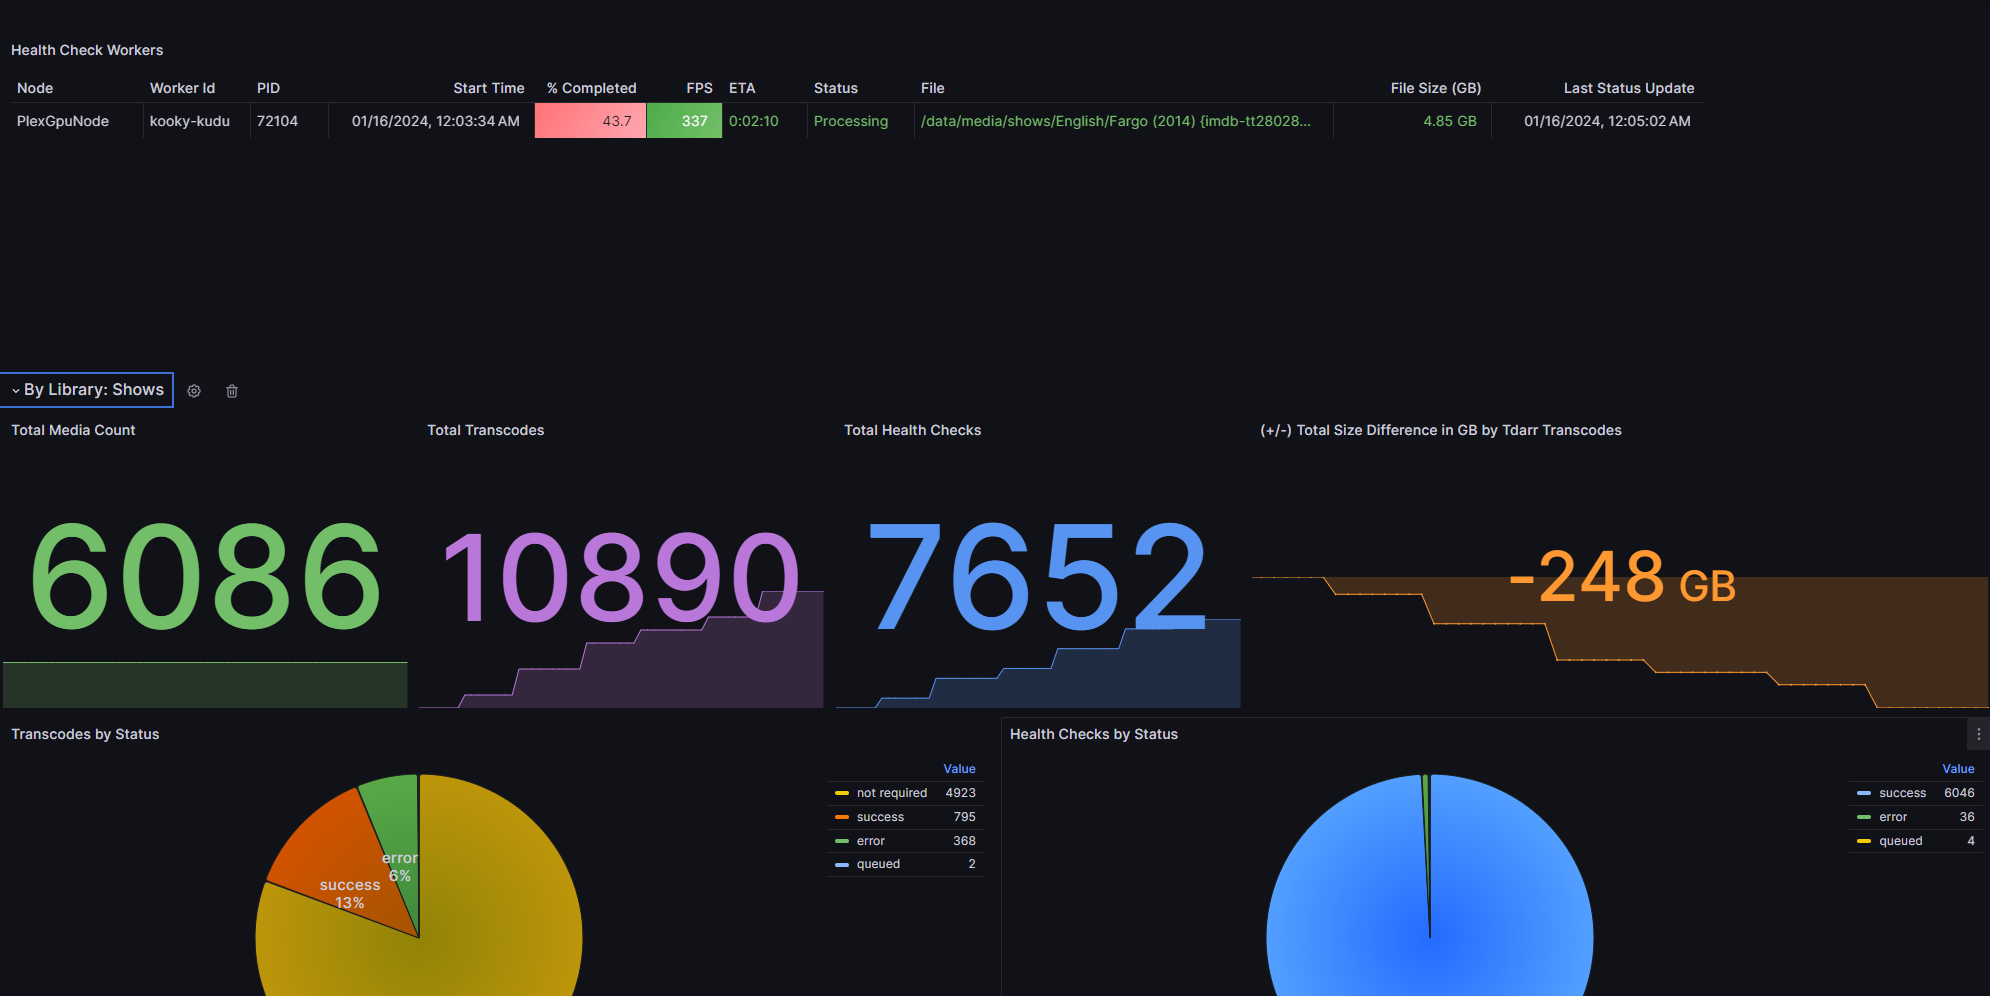 Health Check Workers
Node Worker Id PID Start Time % Completed FPS ETA Status File File Size (GB) Last Status Update
PlexGpuNode kooky-kudu 72104 01/16/2024, 12:03:34 AM 43.7 337 0:02:10 Processing /data/media/shows/English/Fargo (2014) {imdb-tt28028... 4.85 GB 01/16/2024, 12:05:02 AM
By Library: Shows
Total Media Count
6086
Total Transcodes
10890
Total Health Checks
7652
(+/-) Total Size Difference in GB by Tdarr Transcodes
-248 GB
Transcodes by Status
error
6%
success
13%
Value
not required 4923
success 795
error 368
queued 2
Health Checks by Status
Value
success 6046
error 36
queued 4